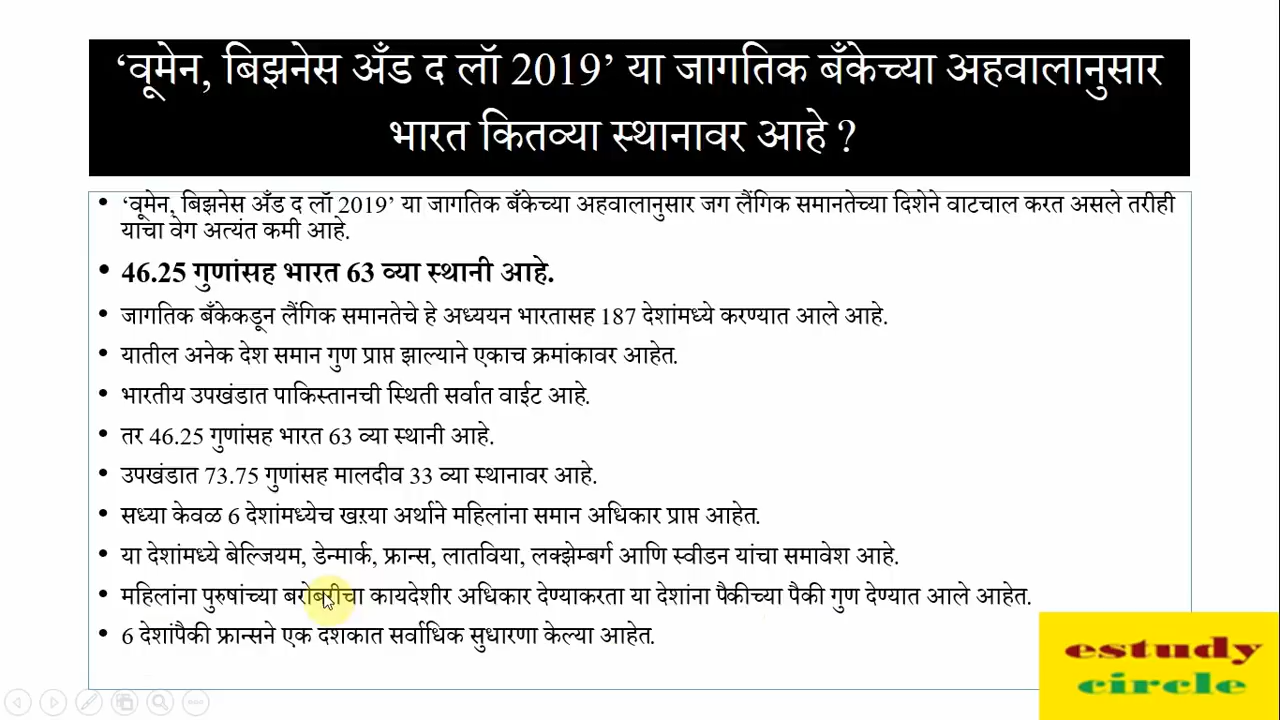 ‘वूमेन, बिझनेस अँड द लॉ 2019’ या जागतिक बँकेच्या अहवालानुसार
भारत कितव्या स्थानावर आहे ?
• ‘वूमेन, बिझनेस अँड द लॉ 2019’ या जागतिक बँकेच्या अहवालानुसार जग लैंगिक समानतेच्या दिशेने वाटचाल करत असले तरीही
याचा वेग अत्यंत कमी आहे.
• 46.25 गुणांसह भारत 63 व्या स्थानी आहे.
• जागतिक बँकेकडून लैंगिक समानतेचे हे अध्ययन भारतासह 187 देशांमध्ये करण्यात आले आहे.
• यातील अनेक देश समान गुण प्राप्त झाल्याने एकाच क्रमांकावर आहेत.
• भारतीय उपखंडात पाकिस्तानची स्थिती सर्वात वाईट आहे.
• तर 46.25 गुणांसह भारत 63 व्या स्थानी आहे.
• उपखंडात 73.75 गुणांसह मालदीव 33 व्या स्थानावर आहे.
• सध्या केवळ 6 देशांमध्येच खऱया अर्थाने महिलांना समान अधिकार प्राप्त आहेत.
• या देशांमध्ये बेल्जियम, डेन्मार्क, फ्रान्स, लातविया, लक्झेम्बर्ग आणि स्वीडन यांचा समावेश आहे.
• महिलांना पुरुषांच्या बरोबरीचा कायदेशीर अधिकार देण्याकरता या देशांना पैकीच्या पैकी गुण देण्यात आले आहेत.
• 6 देशांपैकी फ्रान्सने एक दशकात सर्वाधिक सुधारणा केल्या आहेत.
estudy
circle